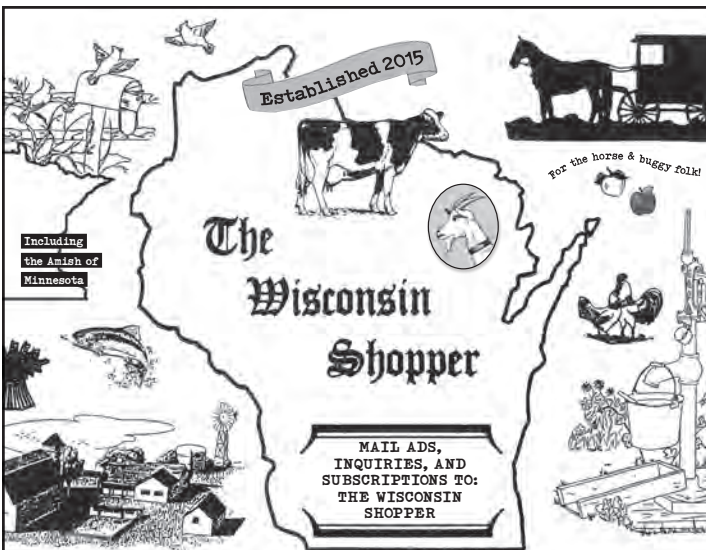 Established 2015
For the horse & buggy folk!
Including
the Amish of
Minnesota
The
Wisconsin
Shopper
MAIL ADS,
INQUIRIES, AND
SUBSCRIPTIONS TO:
THE WISCONSIN
SHOPPER